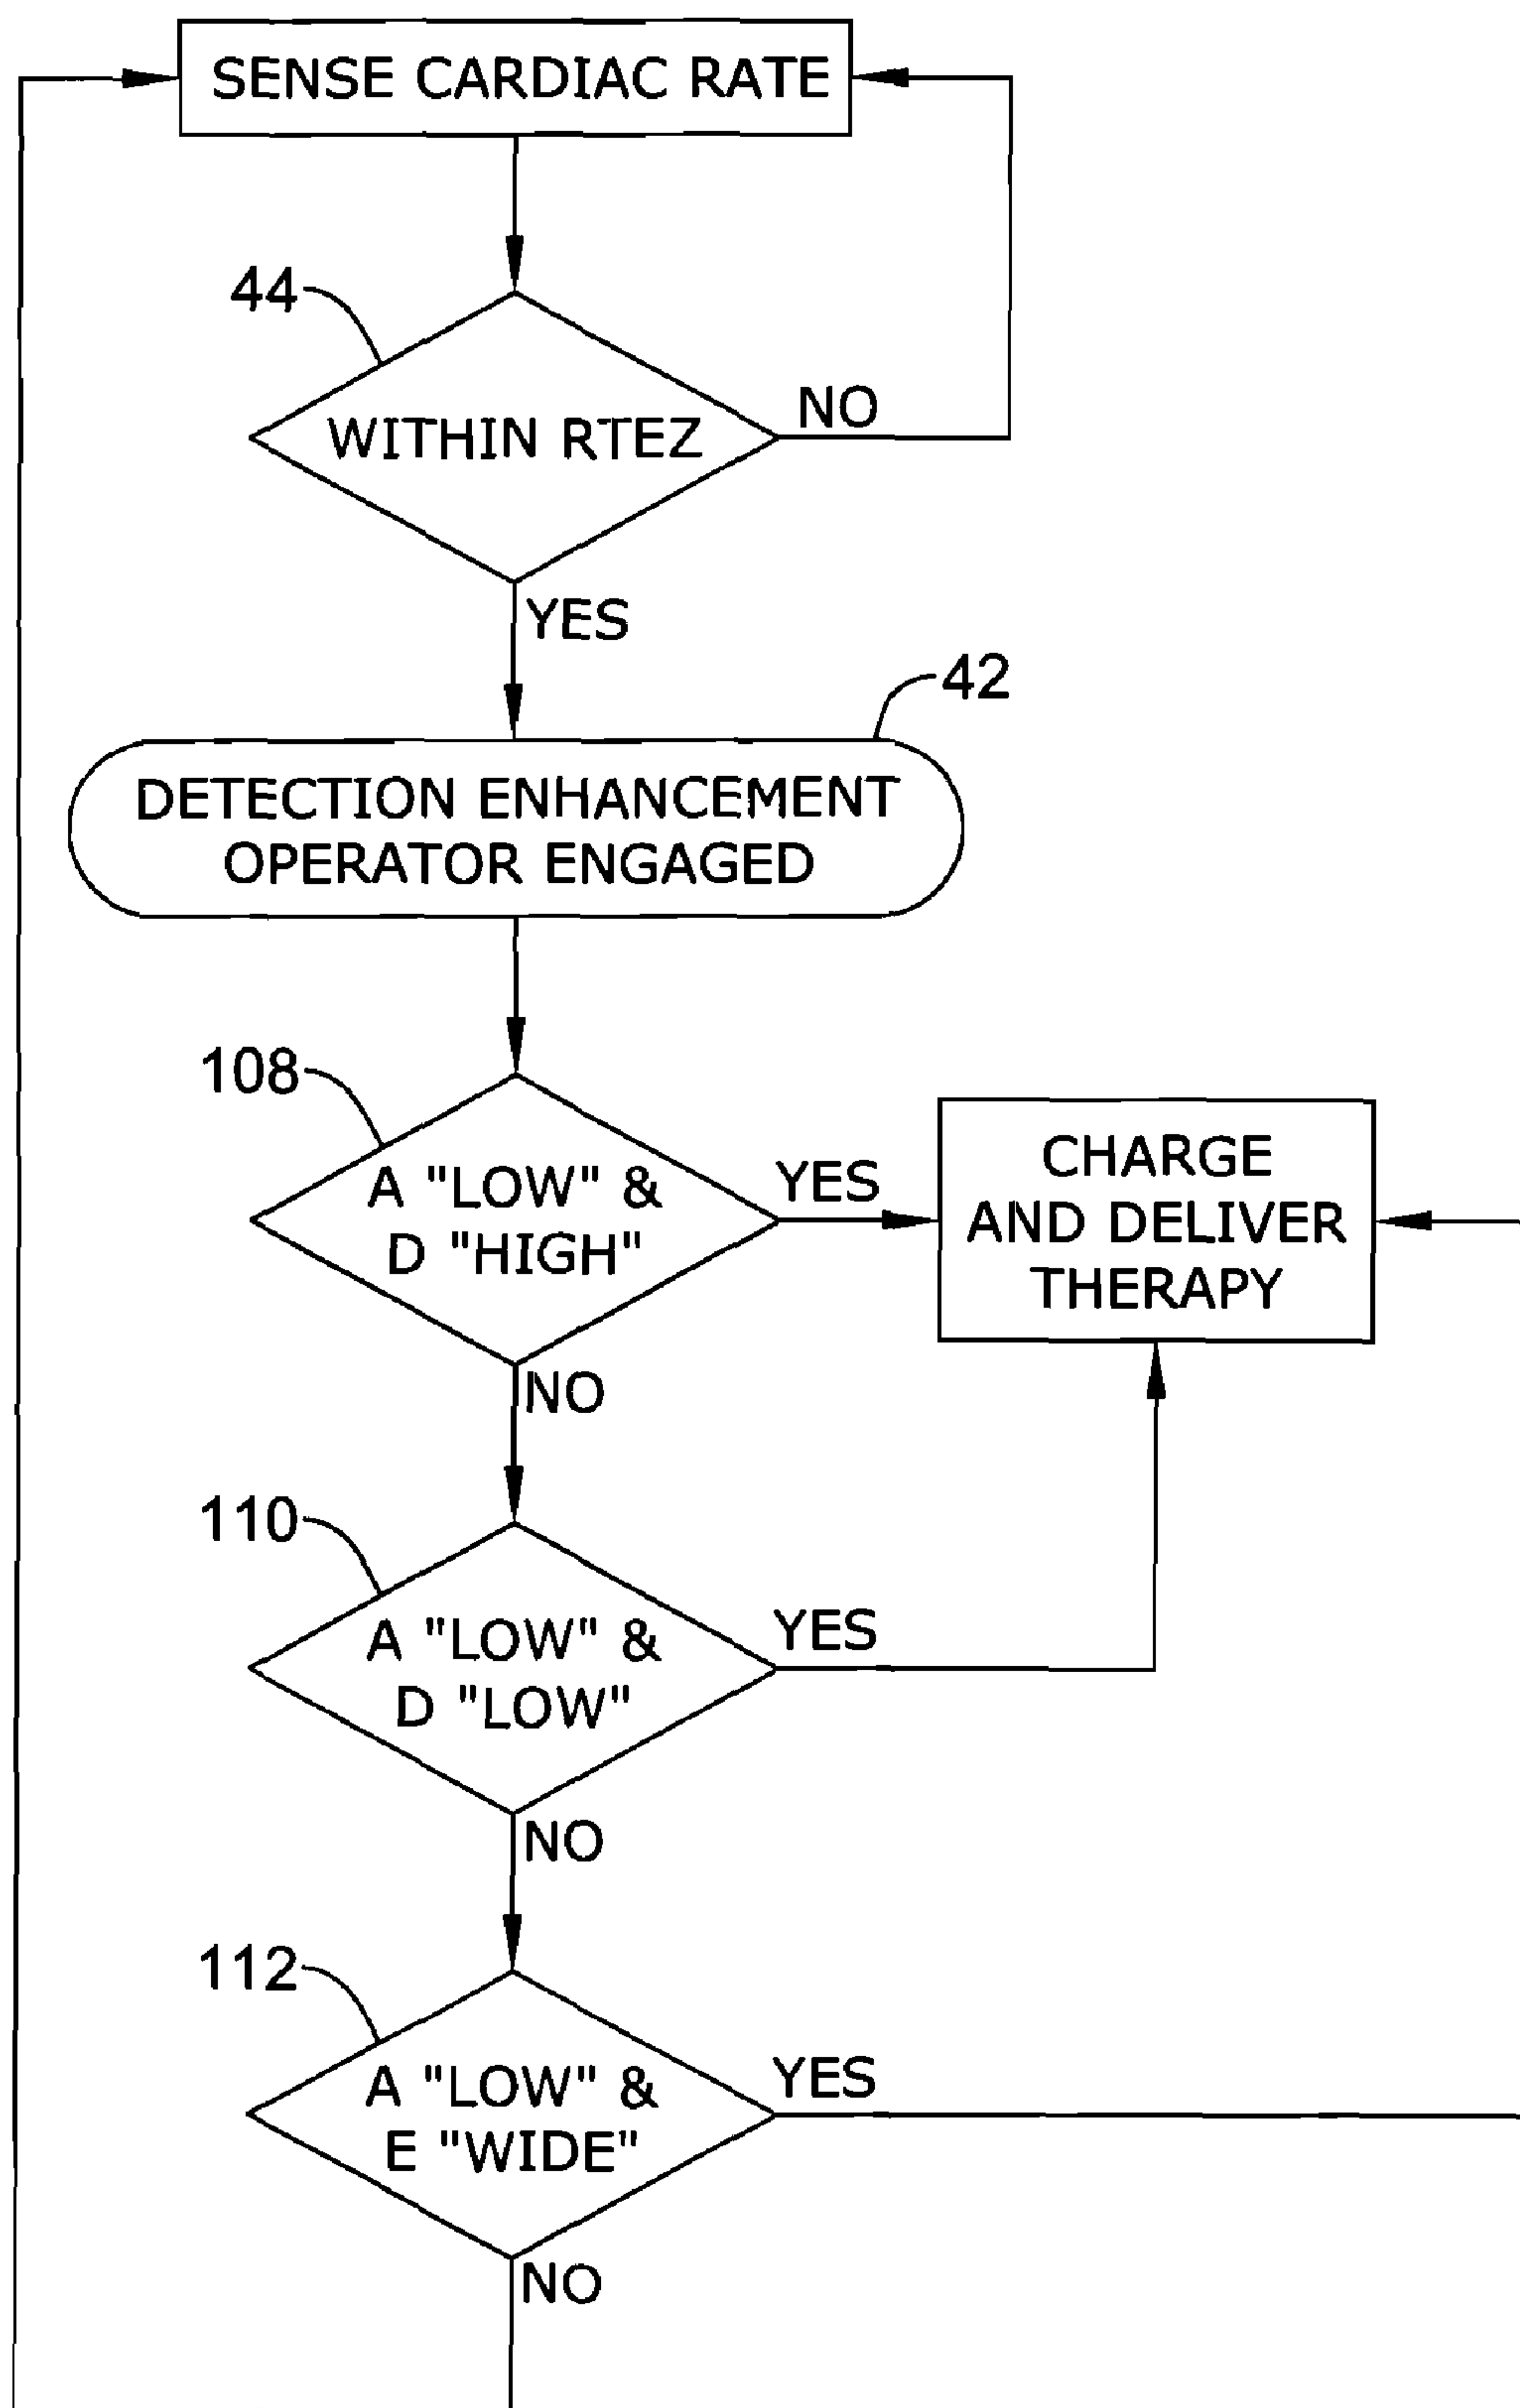 SENSE CARDIAC RATE
44
WITHIN RTEZ
NO
YES
42
DETECTION ENHANCEMENT
OPERATOR ENGAGED
108
A "LOW" &
D "HIGH"
YES
CHARGE
AND DELIVER
THERAPY
NO
110
A "LOW" &
D "LOW"
YES
NO
112
A "LOW" &
E "WIDE"
YES
NO